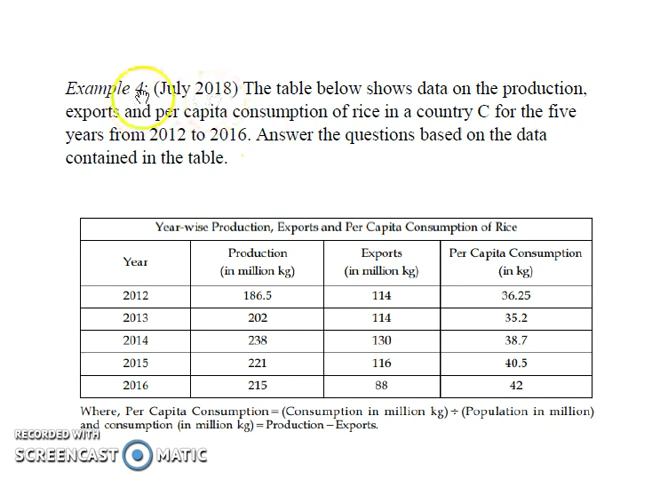 Example 4: (July 2018) The table below shows data on the production,
exports and per capita consumption of rice in a country C for the five
years from 2012 to 2016. Answer the questions based on the data
contained in the table.
Year-wise Production, Exports and Per Capita Consumption of Rice
Year Production (in million kg) Exports (in million kg) Per Capita Consumption (in kg)
2012 186.5 114 36.25
2013 202 114 35.2
2014 238 130 38.7
2015 221 116 40.5
2016 215 88 42
Where, Per Capita Consumption = (Consumption in million kg) ÷ (Population in million)
and consumption (in million kg) = Production – Exports.
RECORDED WITH
SCREENCAST MATIC